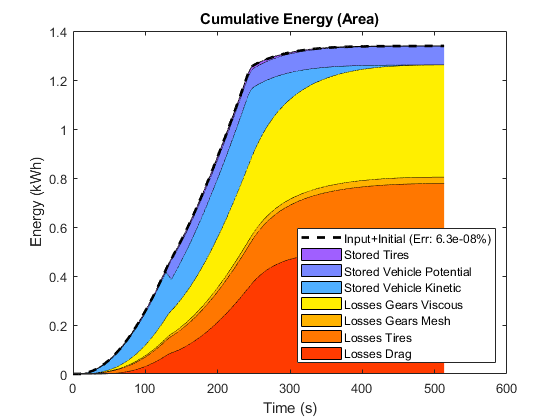 Cumulative Energy (Area)
1.4
1.2
1
0.8
0.6
0.4
0.2
0
Energy (kWh)
Input+Initial (Err: 6.3e-08%)
Stored Tires
Stored Vehicle Potential
Stored Vehicle Kinetic
Losses Gears Viscous
Losses Gears Mesh
Losses Tires
Losses Drag
0 100 200 300 400 500 600
Time (s)